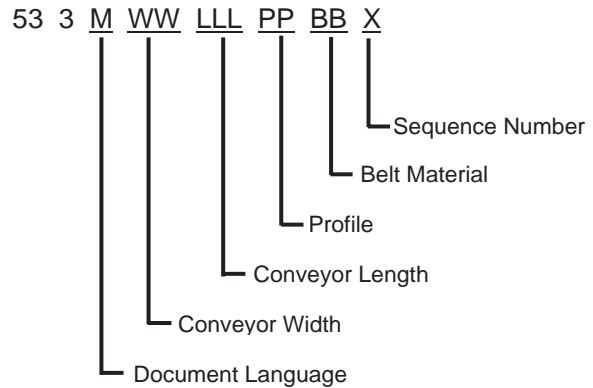 53 3 M WW LLL PP BB X
Sequence Number
Belt Material
Profile
Conveyor Length
Conveyor Width
Document Language